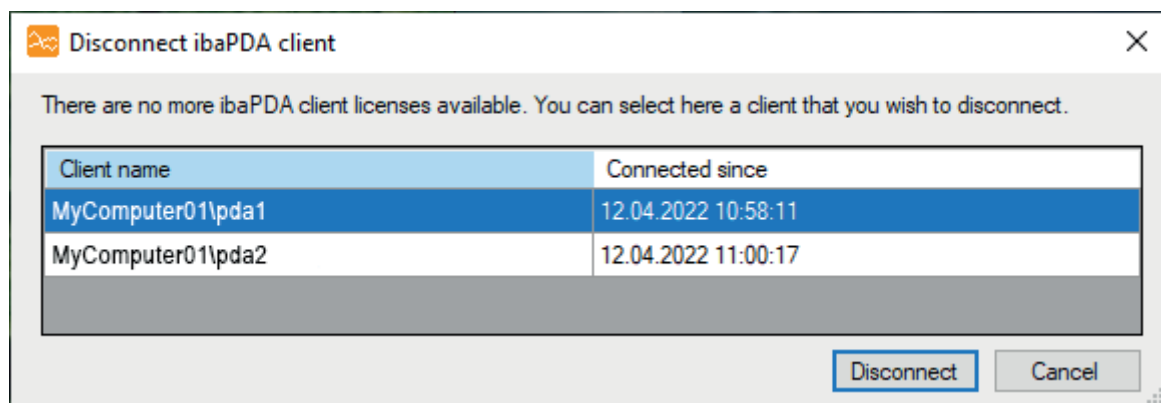 Disconnect ibaPDA client
There are no more ibaPDA client licenses available. You can select here a client that you wish to disconnect.
Client name Connected since
MyComputer01\pda1 12.04.2022 10:58:11
MyComputer01\pda2 12.04.2022 11:00:17
Disconnect Cancel